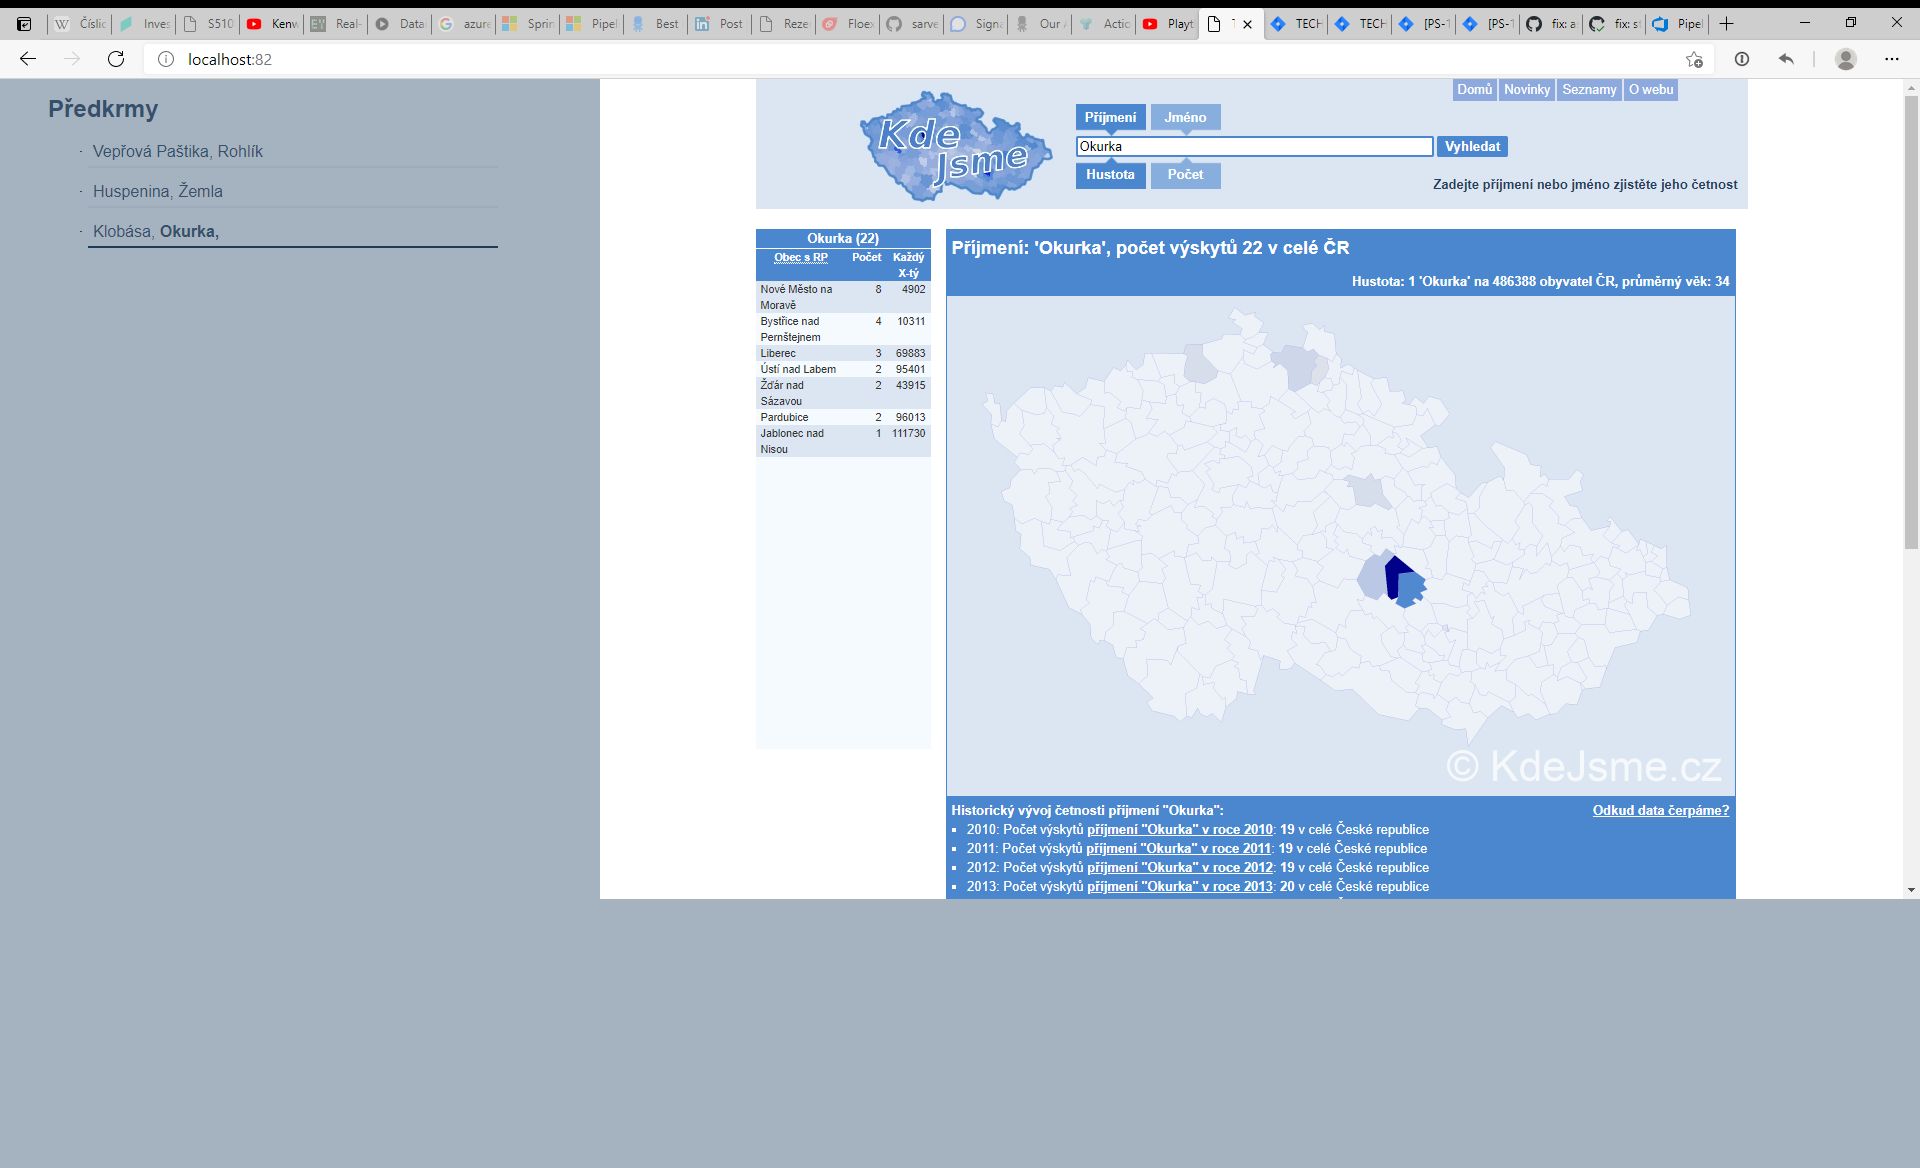 Číslic
Inves
S510
Kenw
Real-
Data
azure
Sprin
Pipel
Best
Post
Reze
Floex
sarve
Signa
Our A
Actio
Playt
TECH
TECH
[PS-1
[PS-1
fix: a
fix: s
Pipel
localhost:82
Předkrmy
· Vepřová Paštika, Rohlík
· Huspenina, Žemla
· Klobása, Okurka,
Domů Novinky Seznamy O webu
Kde
Jsme
Příjmení Jméno
Okurka Vyhledat
Hustota Počet
Zadejte příjmení nebo jméno zjistěte jeho četnost
Okurka (22)
Obec s RP Počet Každý
X-tý
Nové Město na 8 4902
Moravě
Bystřice nad 4 10311
Pernštejnem
Liberec 3 69883
Ústí nad Labem 2 95401
Žďár nad 2 43915
Sázavou
Pardubice 2 96013
Jablonec nad 1 111730
Nisou
Příjmení: 'Okurka', počet výskytů 22 v celé ČR
Hustota: 1 'Okurka' na 486388 obyvatel ČR, průměrný věk: 34
© KdeJsme.cz
Historický vývoj četnosti příjmení "Okurka": Odkud data čerpáme?
▪ 2010: Počet výskytů příjmení "Okurka" v roce 2010: 19 v celé České republice
▪ 2011: Počet výskytů příjmení "Okurka" v roce 2011: 19 v celé České republice
▪ 2012: Počet výskytů příjmení "Okurka" v roce 2012: 19 v celé České republice
▪ 2013: Počet výskytů příjmení "Okurka" v roce 2013: 20 v celé České republice